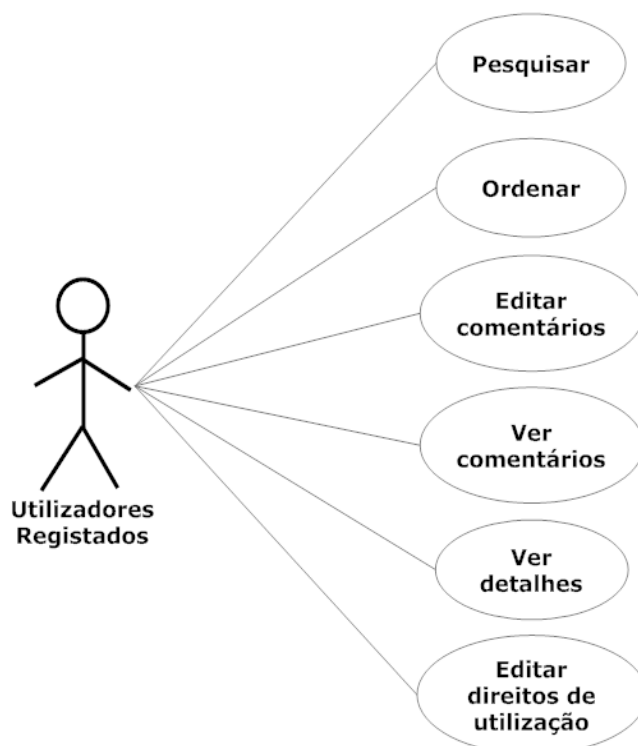 Pesquisar
Ordenar
Editar
comentários
Ver
comentários
Utilizadores
Registados
Ver
detalhes
Editar
direitos de
utilização